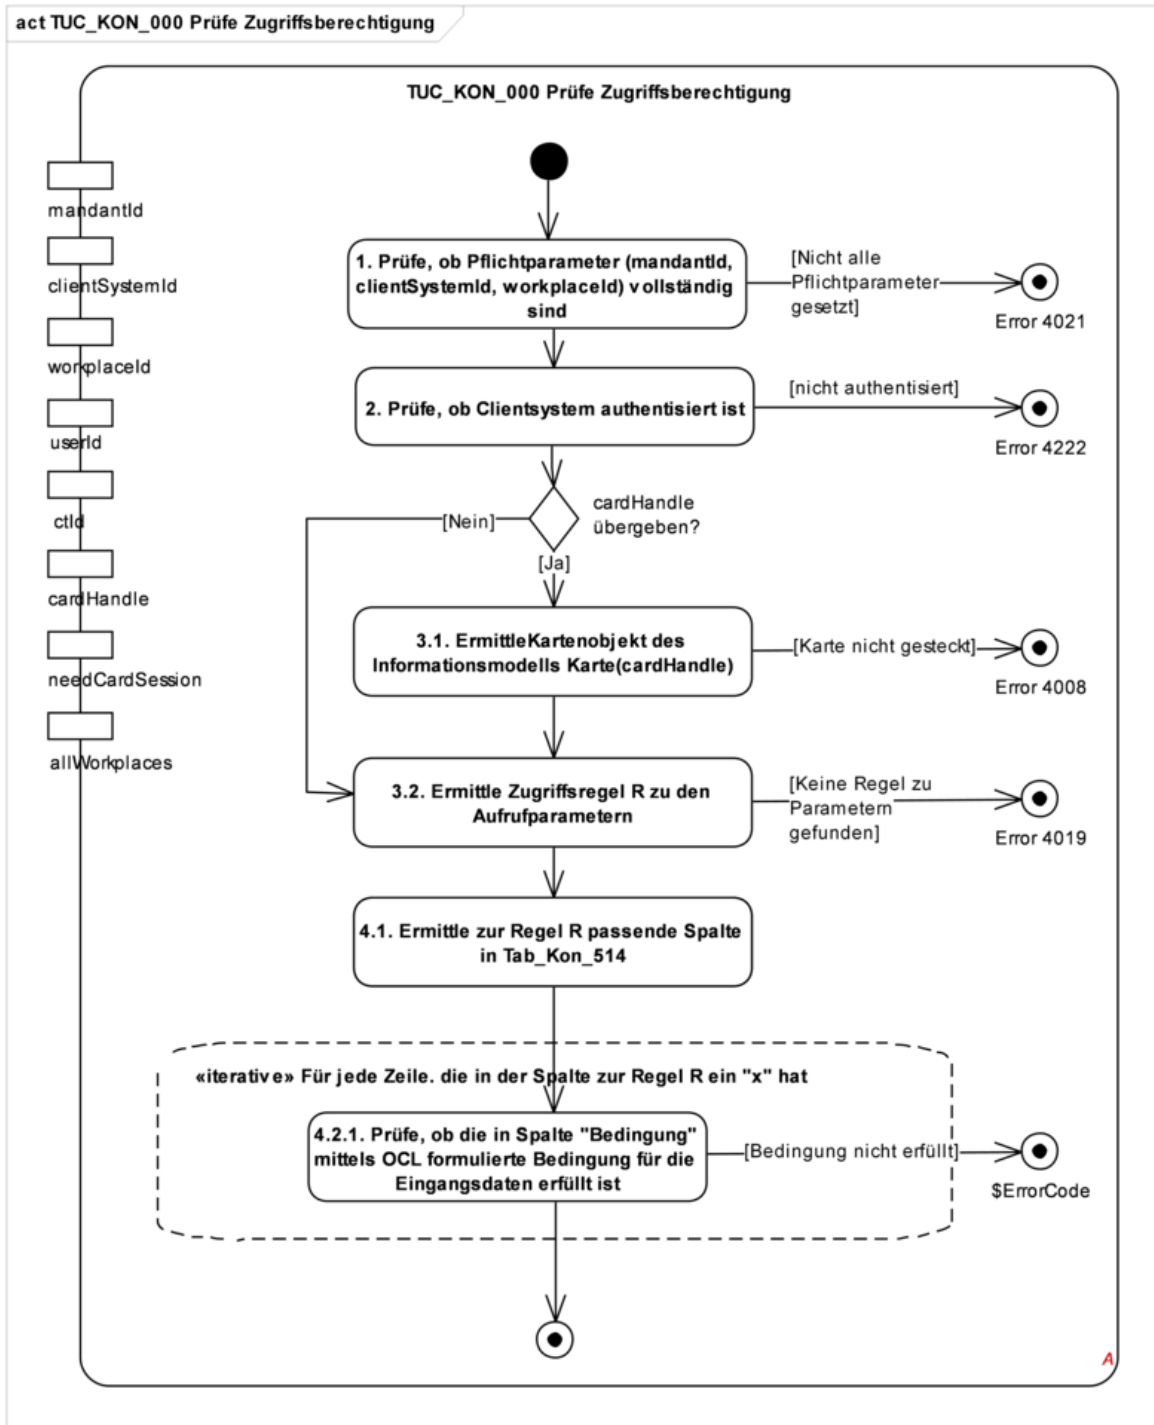 act TUC_KON_000 Prüfe Zugriffsberechtigung
TUC_KON_000 Prüfe Zugriffsberechtigung
mandantId
clientSystemId
workplaceId
userId
ctId
cardHandle
needCardSession
allWorkplaces
1. Prüfe, ob Pflichtparameter (mandantId,
clientSystemId, workplaceId) vollständig
sind
[Nicht alle
Pflichtparameter
gesetzt]
Error 4021
2. Prüfe, ob Clientsystem authentisiert ist
[nicht authentisiert]
Error 4222
cardHandle
übergeben?
[Nein]
[Ja]
3.1. ErmittleKartenobjekt des
Informationsmodells Karte(cardHandle)
[Karte nicht gesteckt]
Error 4008
3.2. Ermittle Zugriffsregel R zu den
Aufrufparametern
[Keine Regel zu
Parametern
gefunden]
Error 4019
4.1. Ermittle zur Regel R passende Spalte
in Tab_Kon_514
«iterative» Für jede Zeile. die in der Spalte zur Regel R ein "x" hat
4.2.1. Prüfe, ob die in Spalte "Bedingung"
mittels OCL formulierte Bedingung für die
Eingangsdaten erfüllt ist
[Bedingung nicht erfüllt]
$ErrorCode
A